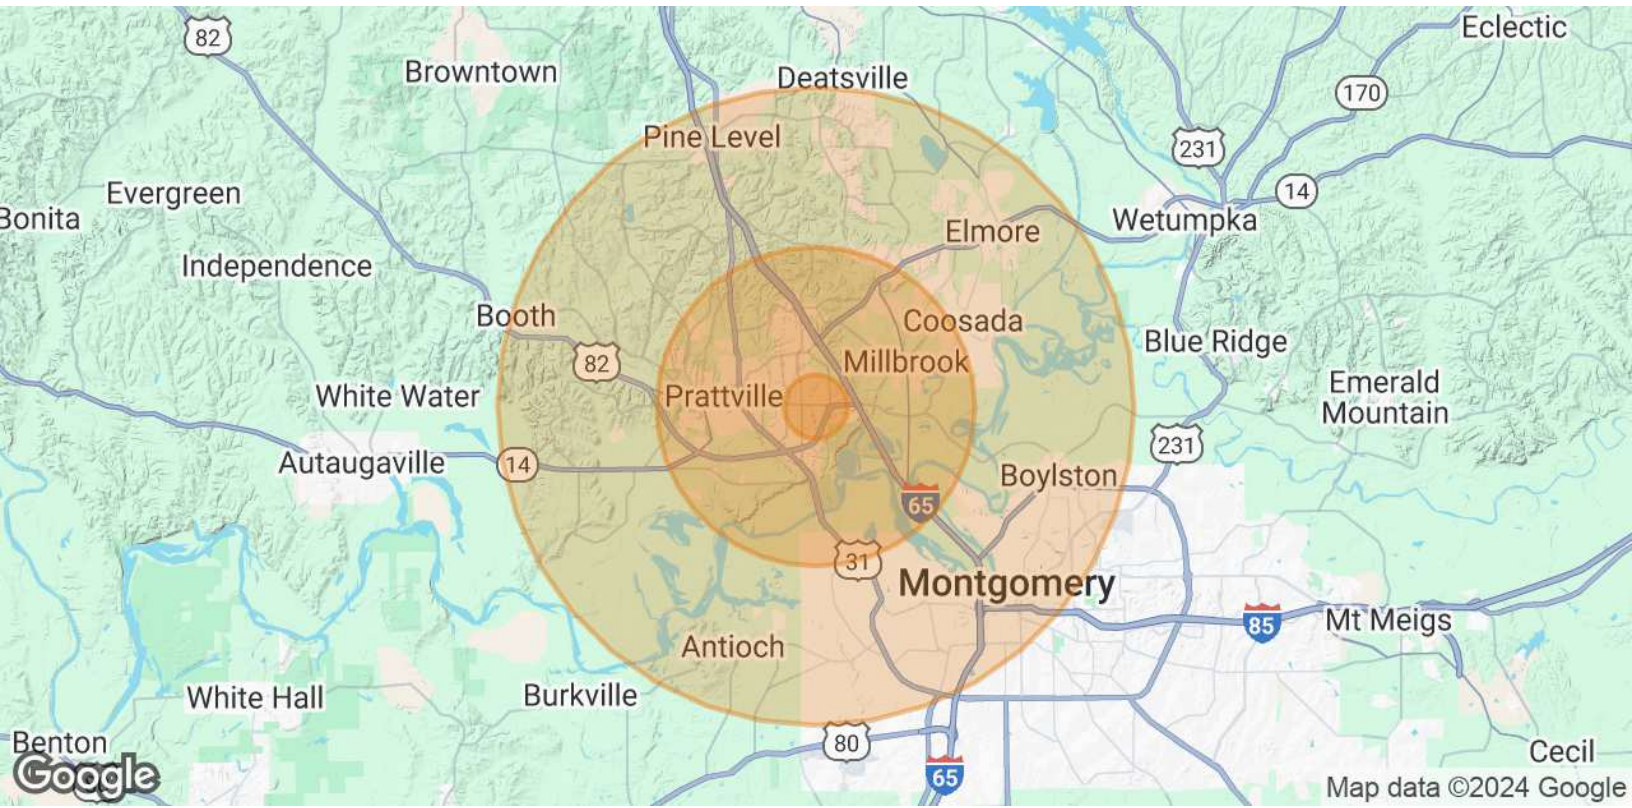 82
Eclectic
Browntown
Deatsville
170
Pine Level
231
Evergreen
14
Bonita
Wetumpka
Elmore
Independence
Booth
Coosada
Blue Ridge
82
Millbrook
White Water
Prattville
Emerald
Mountain
231
Autaugaville
14
Boylston
65
31
Montgomery
85
Mt Meigs
Antioch
White Hall
Burkville
80
Benton
Cecil
65
Google
Map data ©2024 Google